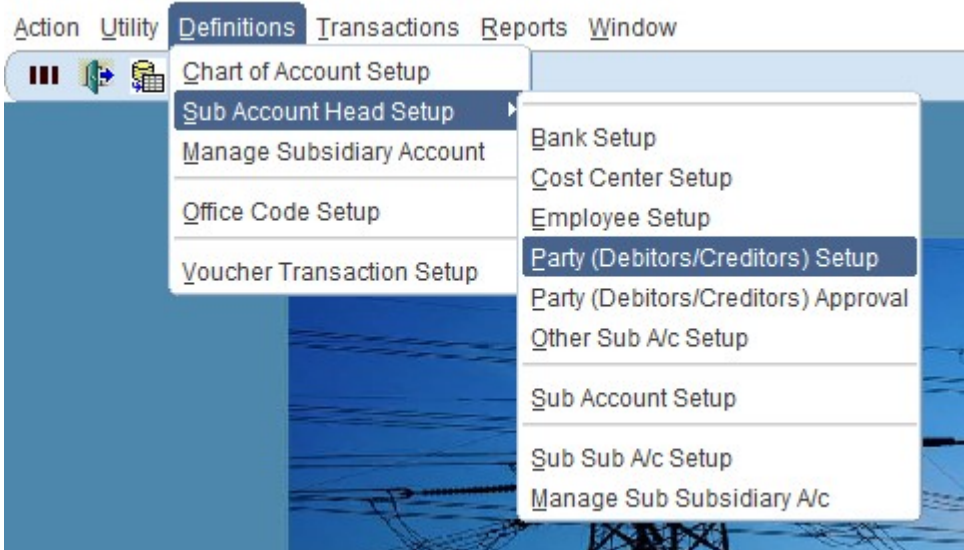 Action Utility Definitions Transactions Reports Window
Chart of Account Setup
Sub Account Head Setup
Manage Subsidiary Account
Office Code Setup
Voucher Transaction Setup
Bank Setup
Cost Center Setup
Employee Setup
Party (Debitors/Creditors) Setup
Party (Debitors/Creditors) Approval
Other Sub A/c Setup
Sub Account Setup
Sub Sub A/c Setup
Manage Sub Subsidiary A/c